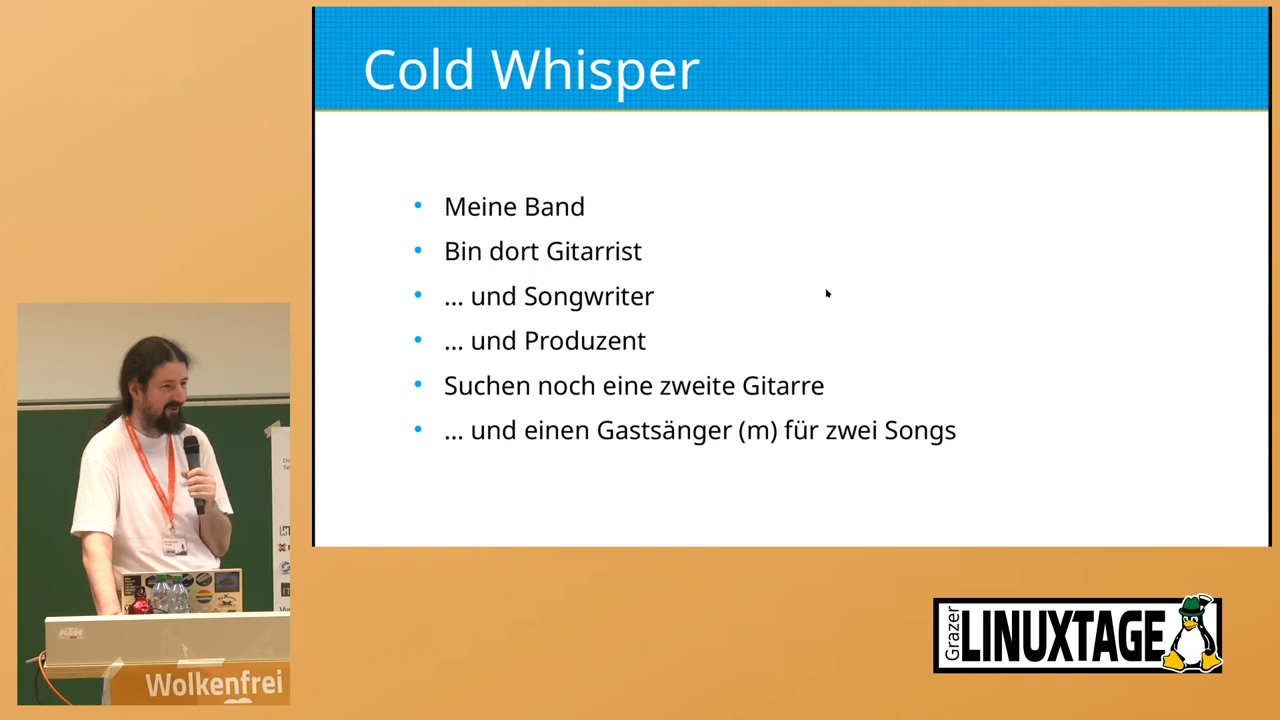 Cold Whisper
Meine Band
Bin dort Gitarrist
... und Songwriter
... und Produzent
Suchen noch eine zweite Gitarre
... und einen Gastsänger (m) für zwei Songs
KTM
Wolkenfrei
Grazer
LINUXTAGE